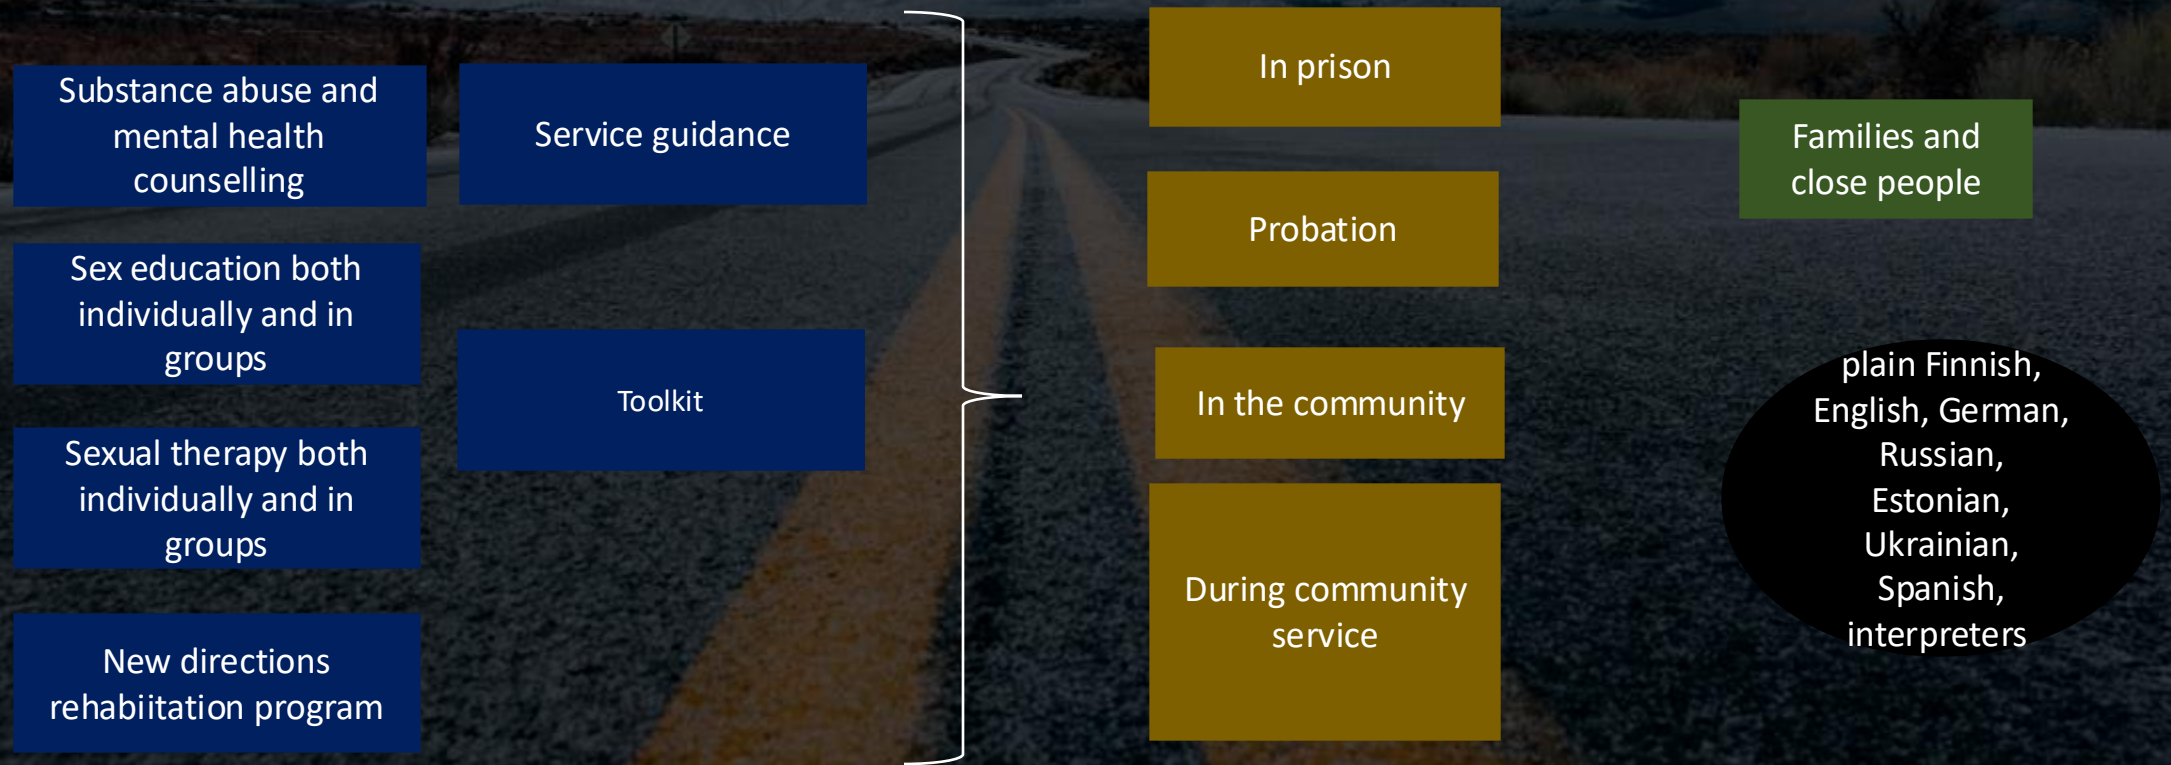 Substance abuse and
mental health
counselling
Sex education both
individually and in
groups
Sexual therapy both
individually and in
groups
New directions
rehabiitation program
Service guidance
Toolkit
In prison
Probation
In the community
During community
service
Families and
close people
plain Finnish,
English, German,
Russian,
Estonian,
Ukrainian,
Spanish,
interpreters